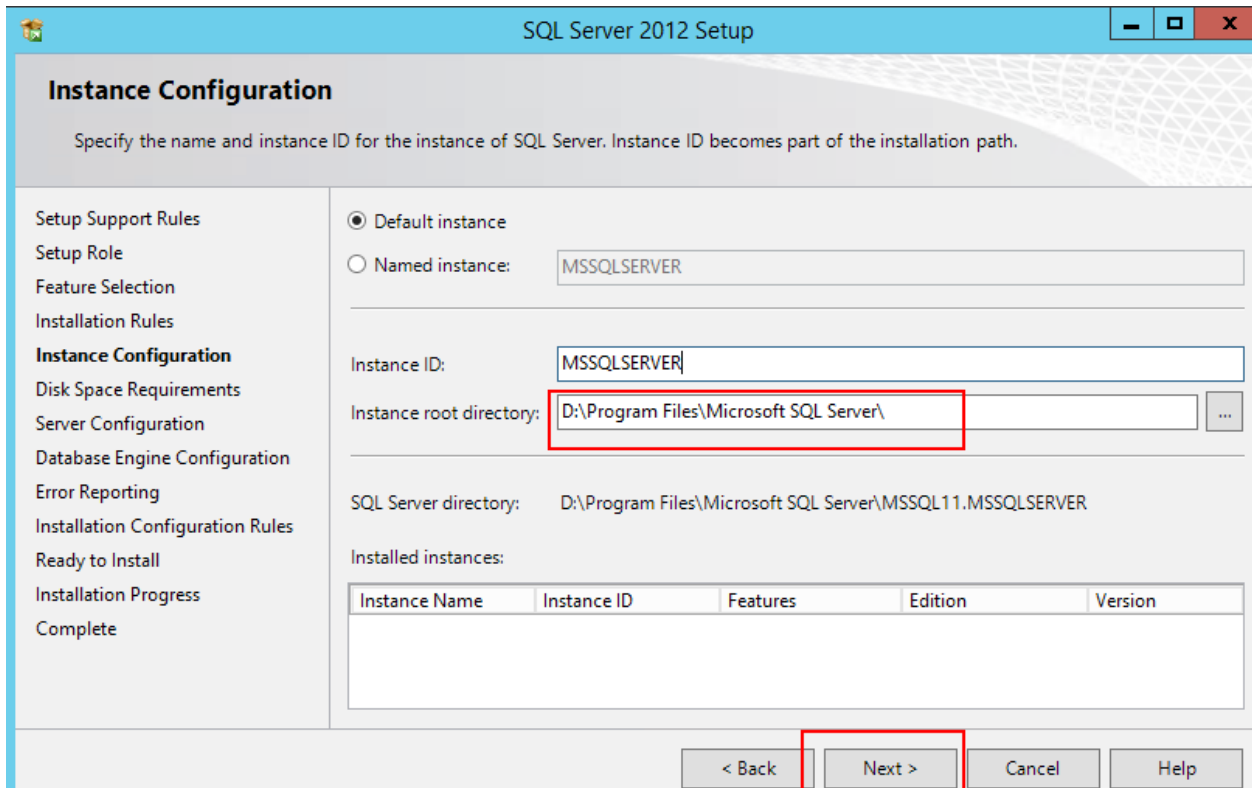 SQL Server 2012 Setup
Instance Configuration
Specify the name and instance ID for the instance of SQL Server. Instance ID becomes part of the installation path.
Setup Support Rules
Setup Role
Feature Selection
Installation Rules
Instance Configuration
Disk Space Requirements
Server Configuration
Database Engine Configuration
Error Reporting
Installation Configuration Rules
Ready to Install
Installation Progress
Complete
Default instance
Named instance: MSSQLSERVER
Instance ID: MSSQLSERVER
Instance root directory: D:\Program Files\Microsoft SQL Server\ ...
SQL Server directory: D:\Program Files\Microsoft SQL Server\MSSQL11.MSSQLSERVER
Installed instances:
Instance Name Instance ID Features Edition Version
< Back Next > Cancel Help